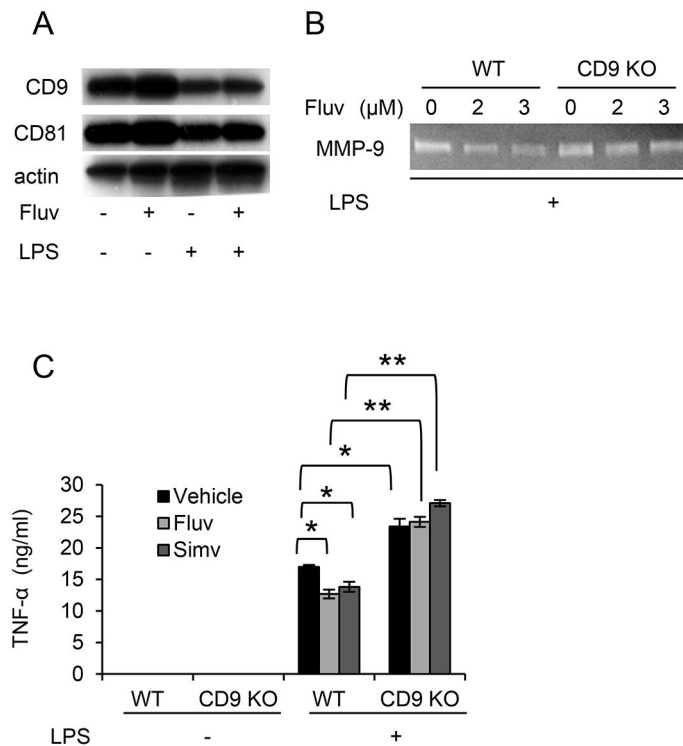 A
CD9
CD81
actin
Fluv - + - +
LPS - - + +
B
WT CD9 KO
Fluv (μM) 0 2 3 0 2 3
MMP-9
LPS +
C
**
**
*
*
*
TNF-α (ng/ml)
30
25
20
15
10
5
0
Vehicle
Fluv
Simv
WT CD9 KO WT CD9 KO
LPS - +